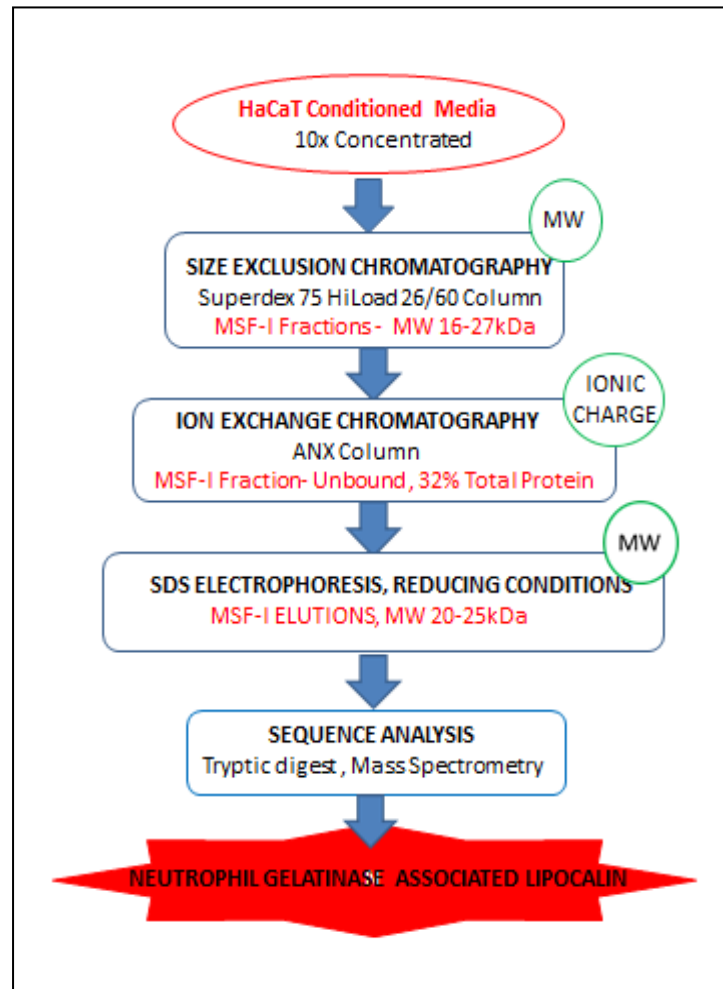 HaCaT Conditioned Media
10x Concentrated
MW
SIZE EXCLUSION CHROMATOGRAPHY
Superdex 75 HiLoad 26/60 Column
MSF-I Fractions - MW 16-27kDa
IONIC
CHARGE
ION EXCHANGE CHROMATOGRAPHY
ANX Column
MSF-I Fraction- Unbound, 32% Total Protein
MW
SDS ELECTROPHORESIS, REDUCING CONDITIONS
MSF-I ELUTIONS, MW 20-25kDa
SEQUENCE ANALYSIS
Tryptic digest, Mass Spectrometry
NEUTROPHIL GELATINASE ASSOCIATED LIPOCALIN